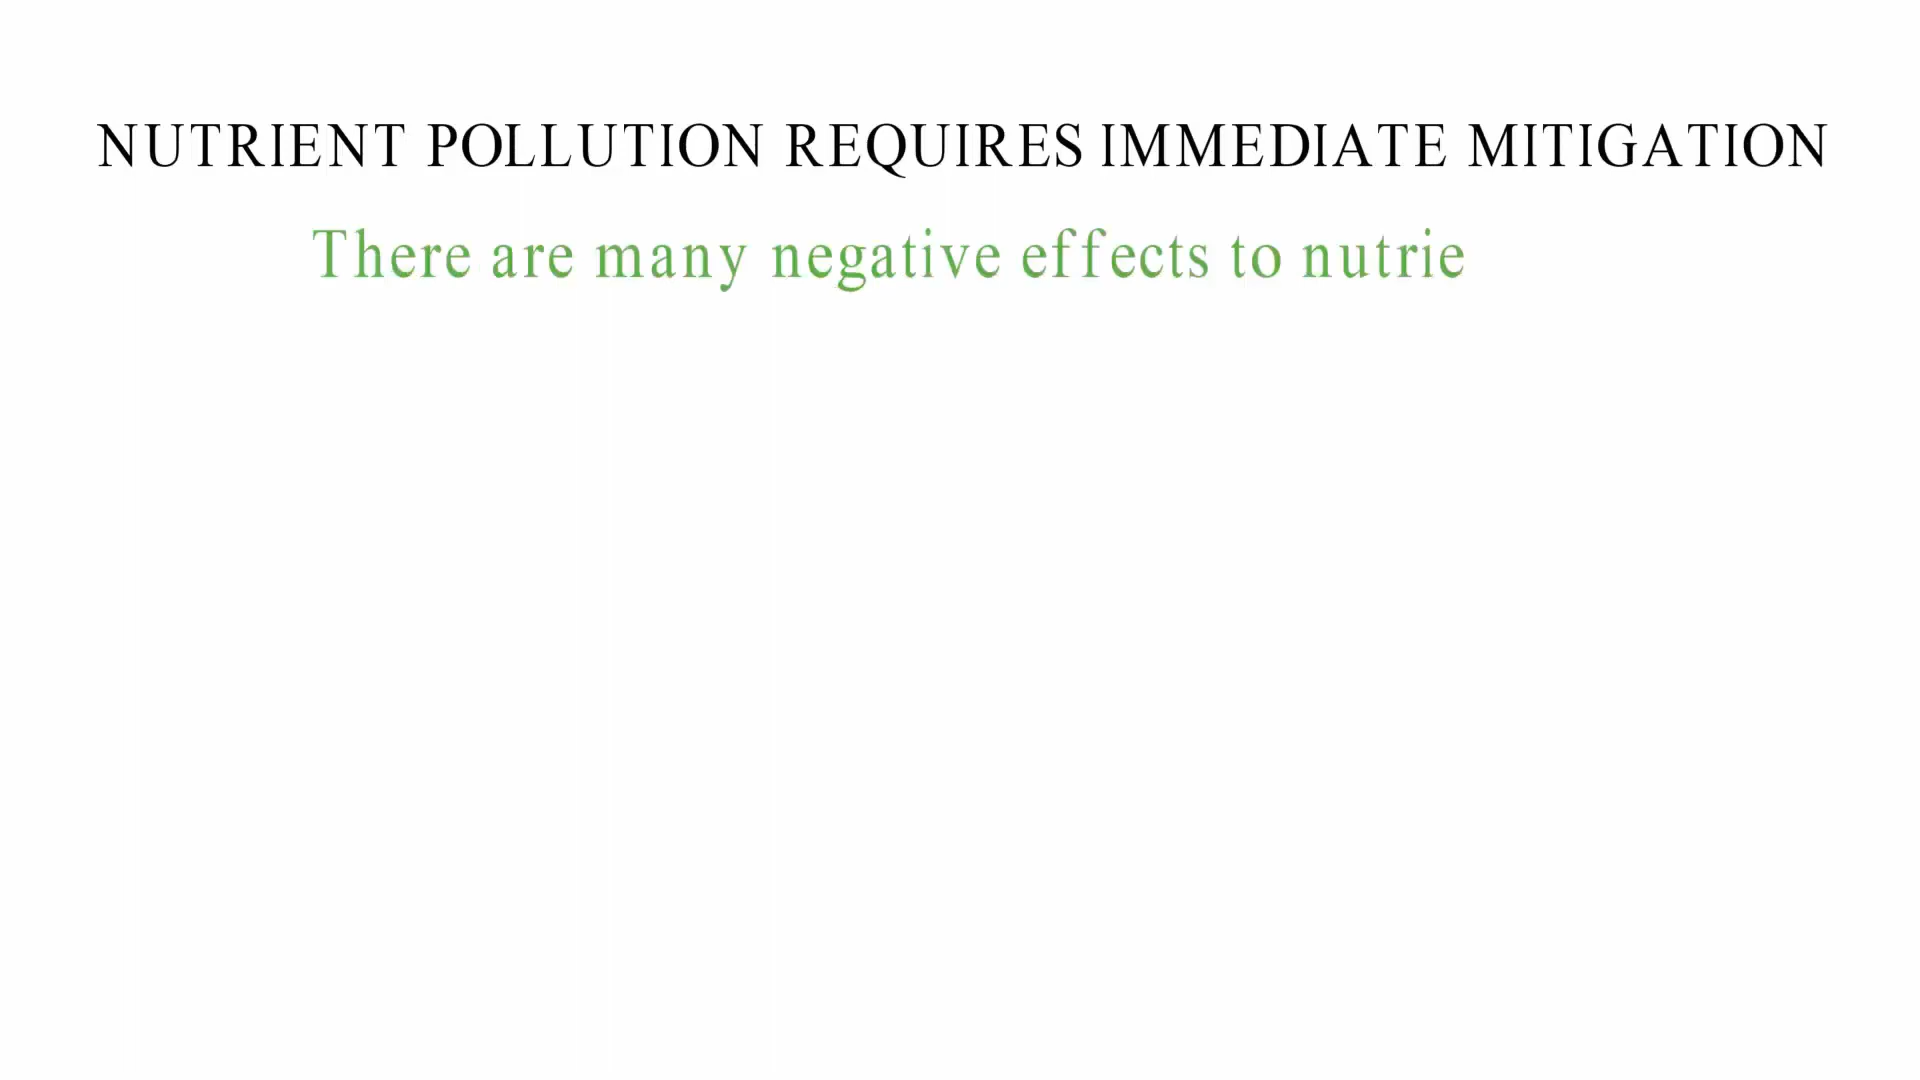 NUTRIENT POLLUTION REQUIRES IMMEDIATE MITIGATION
There are many negative effects to nutrie